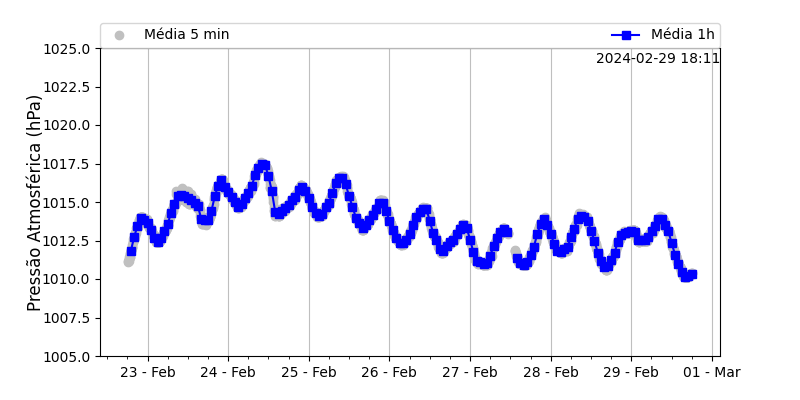 Média 5 min
Média 1h
2024-02-29 18:11
Pressão Atmosférica (hPa)
1025.0
1022.5
1020.0
1017.5
1015.0
1012.5
1010.0
1007.5
1005.0
23 - Feb
24 - Feb
25 - Feb
26 - Feb
27 - Feb
28 - Feb
29 - Feb
01 - Mar